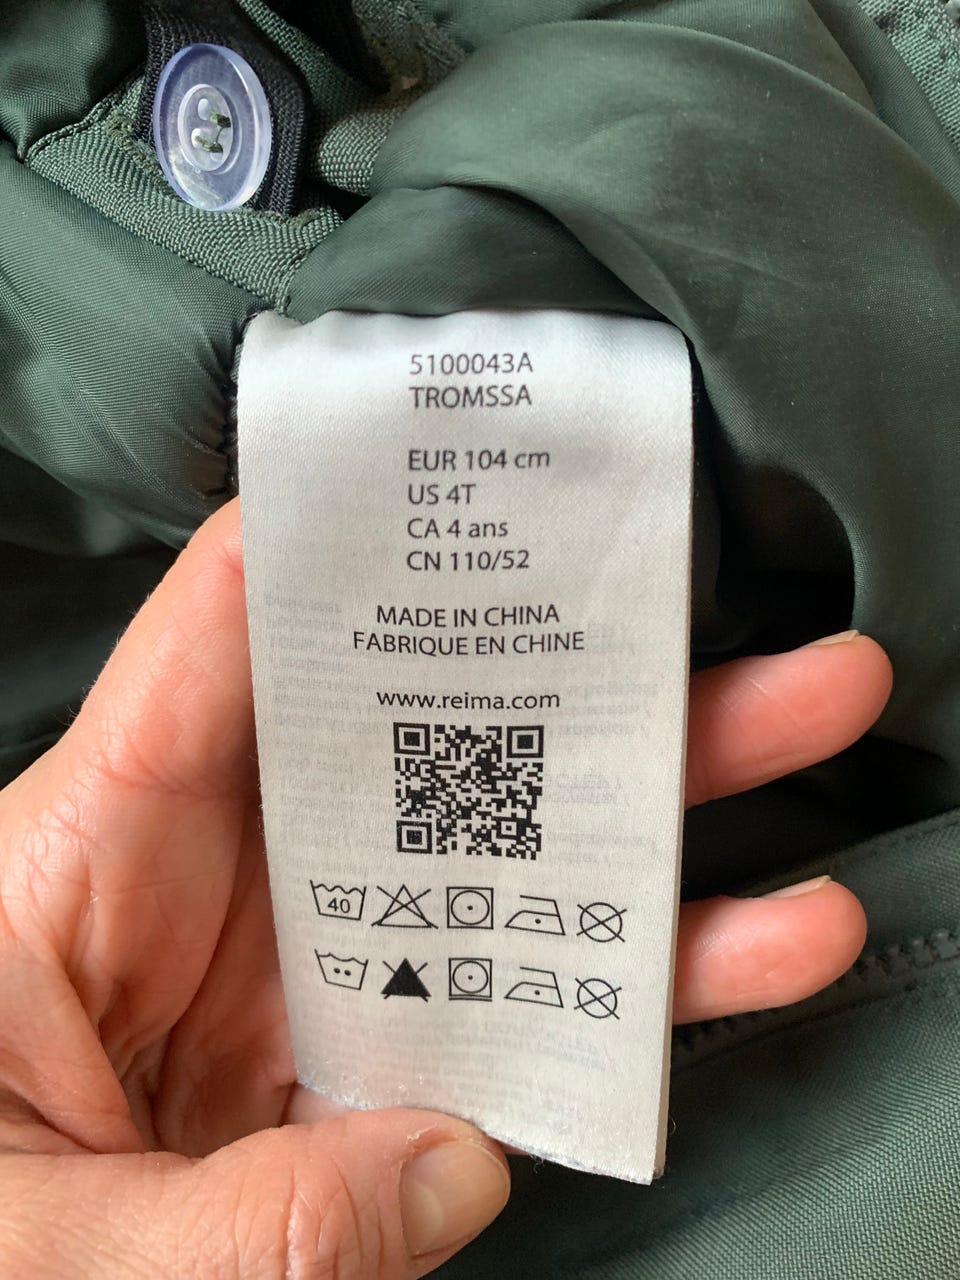 5100043A
TROMSSA
EUR 104 cm
US 4T
CA 4 ans
CN 110/52
MADE IN CHINA
FABRIQUE EN CHINE
www.reima.com
40